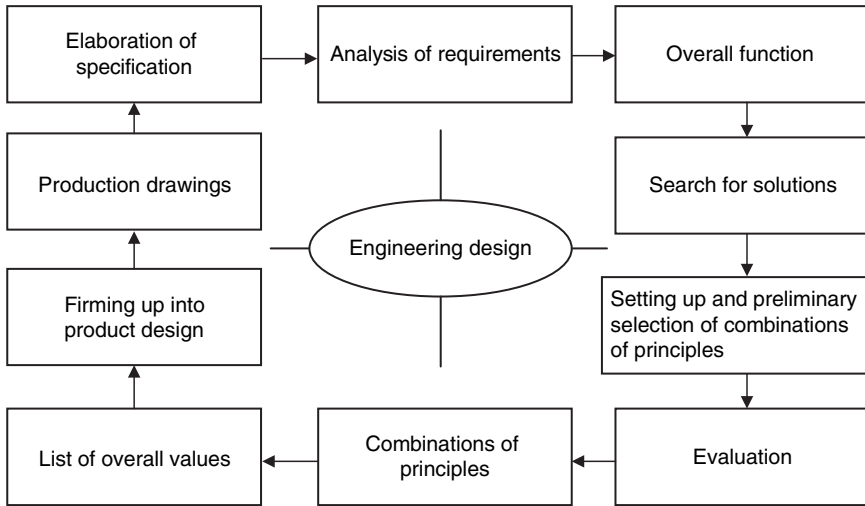 Elaboration of
specification
Analysis of requirements
Overall function
Production drawings
Search for solutions
Engineering design
Firming up into
product design
Setting up and preliminary
selection of combinations
of principles
List of overall values
Combinations of
principles
Evaluation